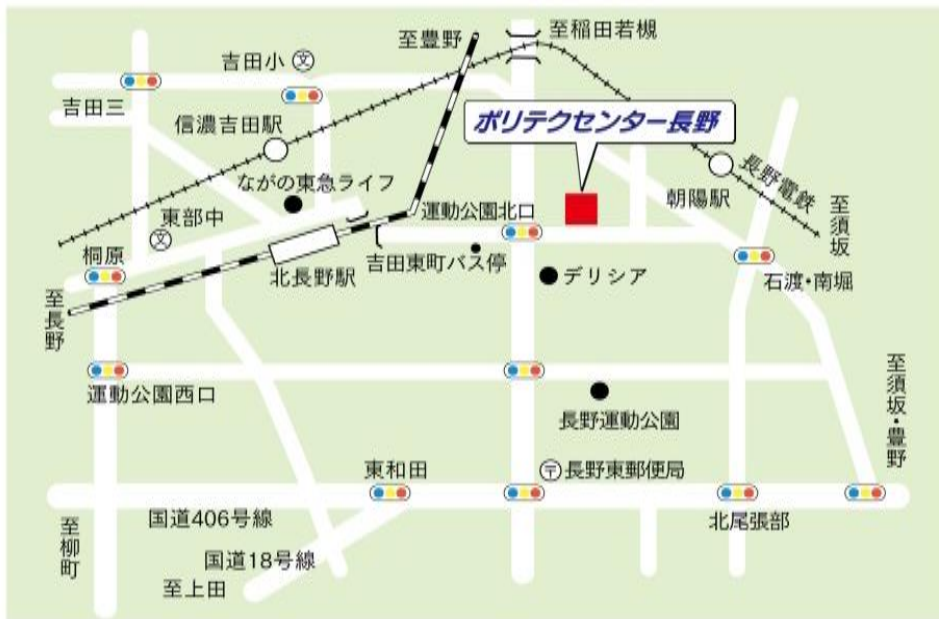 至豊野
至稲田若槻
吉田小
文
吉田三
信濃吉田駅
ポリテクセンター長野
ながの東急ライフ
長野電鉄
朝陽駅
至須坂
東部中
文
運動公園北口
桐原
北長野駅
吉田東町バス停
デリシア
石渡・南堀
至長野
運動公園西口
長野運動公園
至須坂・豊野
東和田
〒長野東郵便局
国道406号線
北尾張部
至柳町
国道18号線
至上田